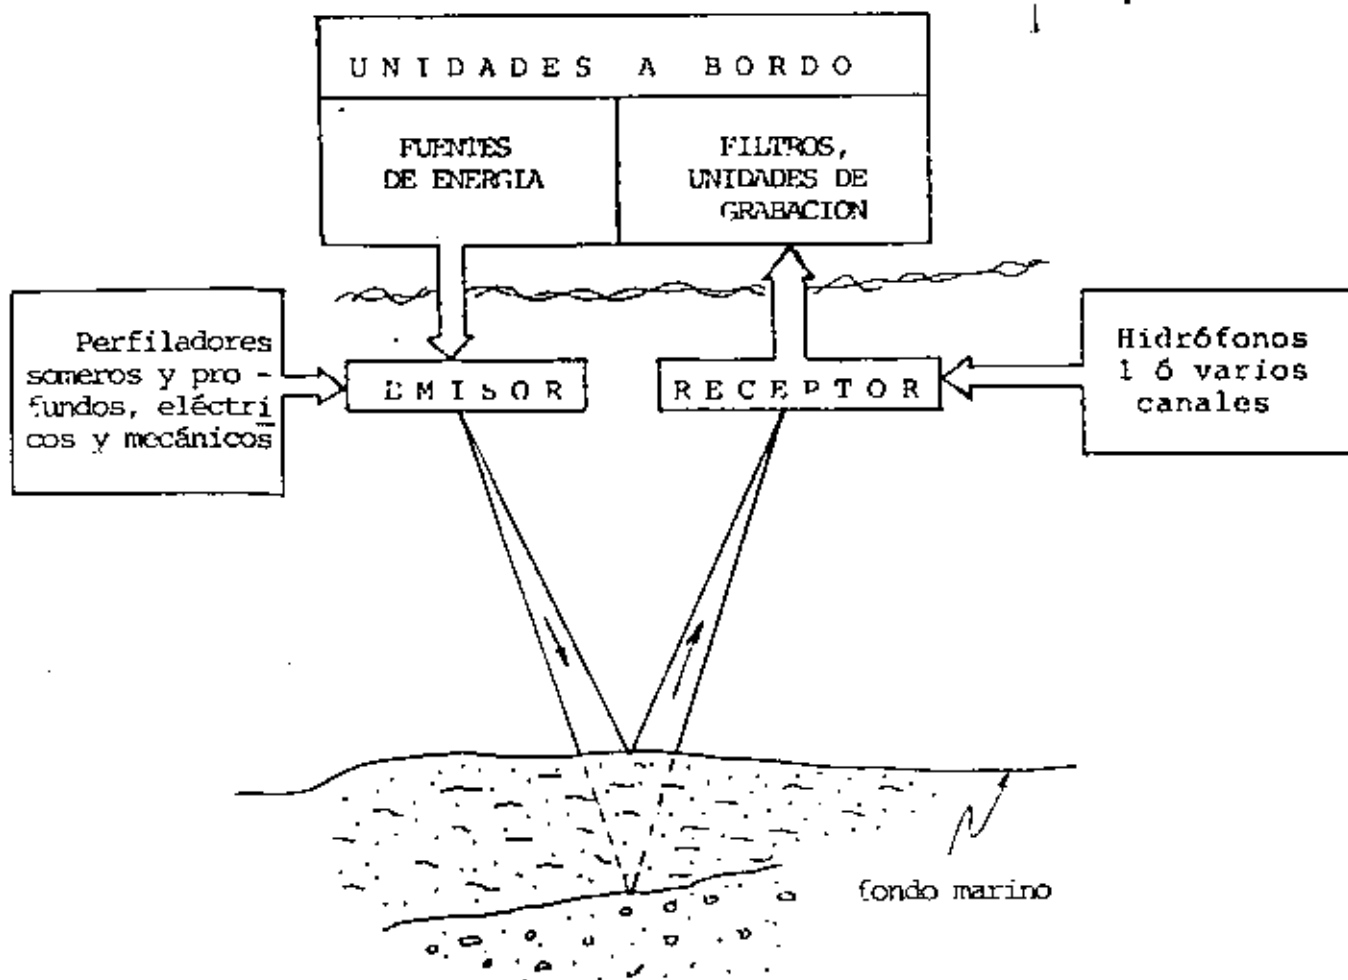 UNIDADES A BORDO
FUENTES
DE ENERGIA
FILTROS,
UNIDADES DE
GRABACION
Perfiladores
someros y pro-
fundos, eléctri
cos y mecánicos
EMISOR
RECEPTOR
Hidrófonos
1 ó varios
canales
fondo marino